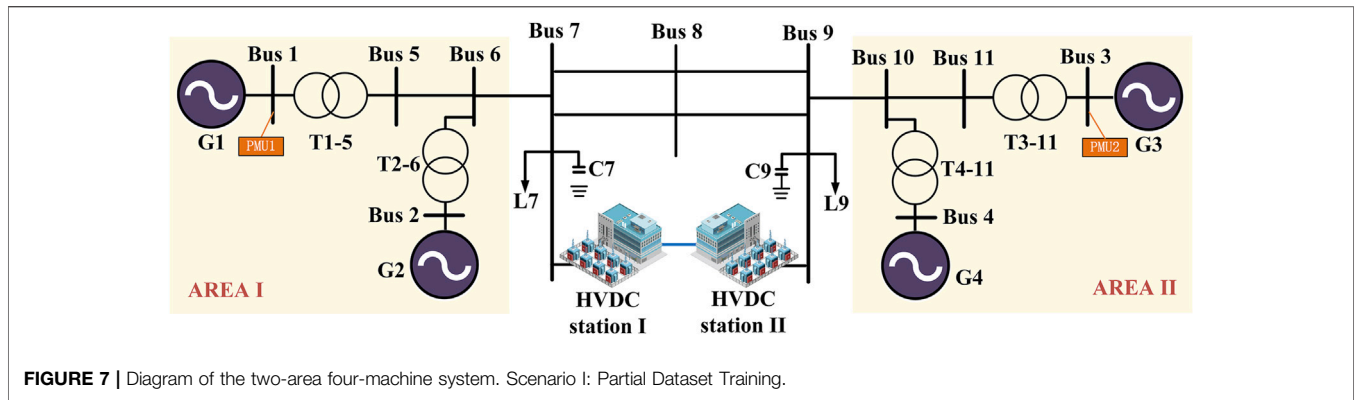 Bus 7
Bus 8
Bus 9
Bus 1
Bus 5
Bus 6
Bus 10
Bus 11
Bus 3
PMU1
G1
T1-5
T2-6
C7
C9
T4-11
T3-11
PMU2
G3
L7
L9
Bus 2
Bus 4
G2
G4
AREA I
HVDC
station I
HVDC
station II
AREA II
FIGURE 7 | Diagram of the two-area four-machine system. Scenario I: Partial Dataset Training.